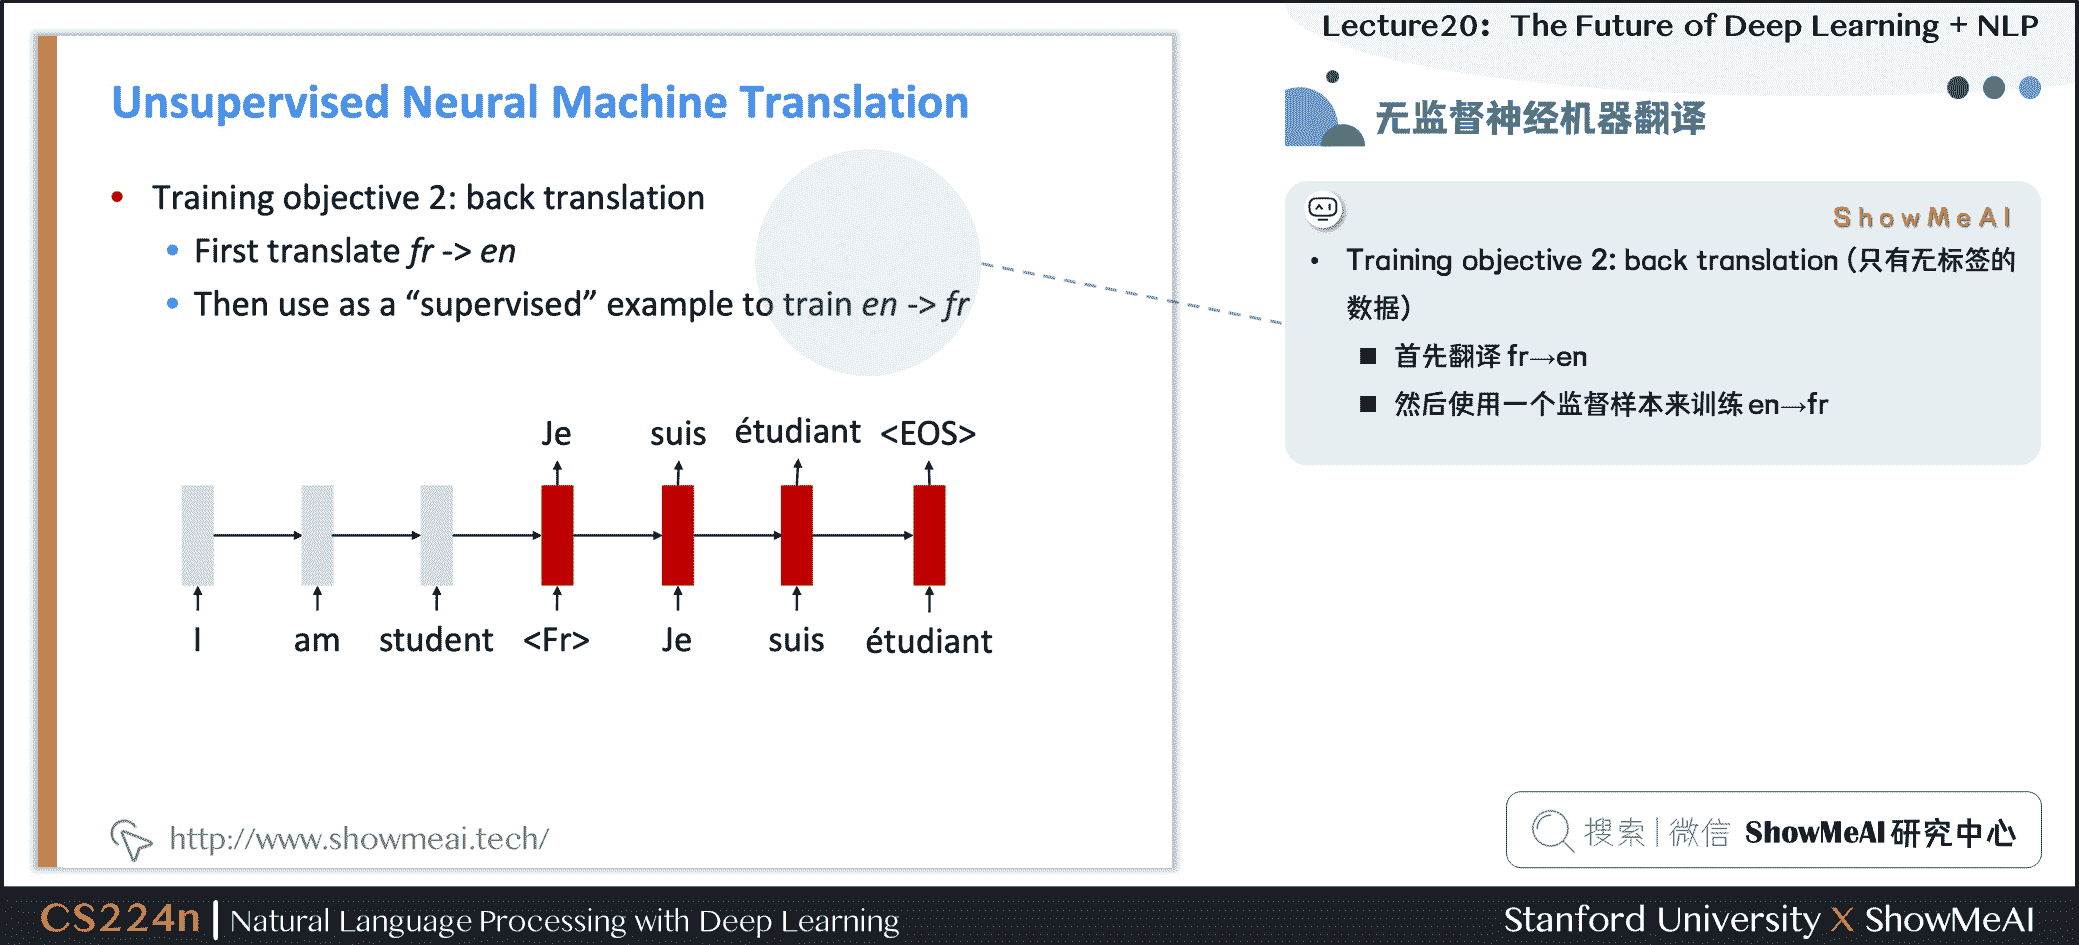 Lecture20: The Future of Deep Learning + NLP
Unsupervised Neural Machine Translation
• Training objective 2: back translation
• First translate fr -> en
• Then use as a “supervised” example to train en -> fr
Je suis étudiant <EOS>
I am student <Fr> Je suis étudiant
http://www.showmeai.tech/
无监督神经机器翻译
ShowMeAI
• Training objective 2: back translation (只有无标签的
数据)
■ 首先翻译 fr→en
■ 然后使用一个监督样本来训练 en→fr
搜索 | 微信 ShowMeAI 研究中心
CS224n | Natural Language Processing with Deep Learning
Stanford University X ShowMeAI